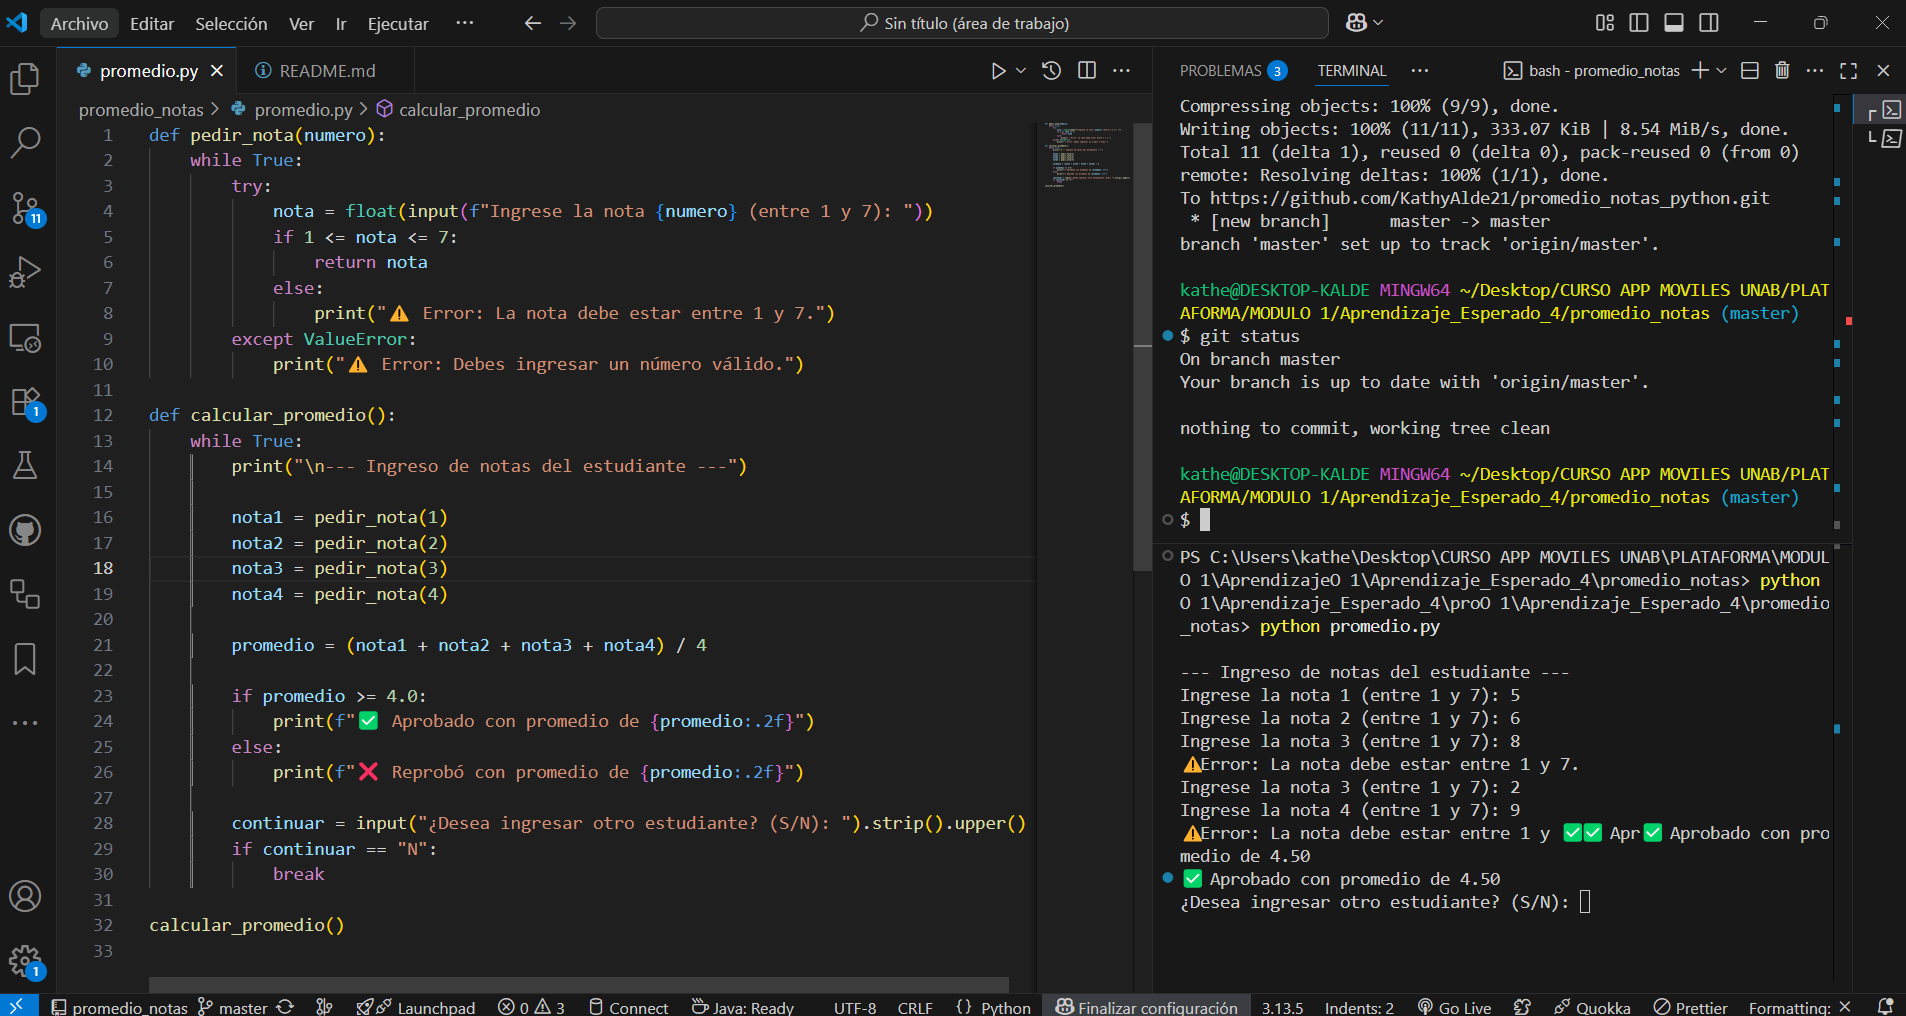 Archivo Editar Selección Ver Ir Ejecutar ··· Sin título (área de trabajo)
promedio.py README.md
promedio_notas > promedio.py > calcular_promedio
1 def pedir_nota(numero):
2 while True:
3 try:
4 nota = float(input(f"Ingrese la nota {numero} (entre 1 y 7): "))
5 if 1 <= nota <= 7:
6 return nota
7 else:
8 print("⚠️ Error: La nota debe estar entre 1 y 7.")
9 except ValueError:
10 print("⚠️ Error: Debes ingresar un número válido.")
11
12 def calcular_promedio():
13 while True:
14 print("\n--- Ingreso de notas del estudiante ---")
15
16 nota1 = pedir_nota(1)
17 nota2 = pedir_nota(2)
18 nota3 = pedir_nota(3)
19 nota4 = pedir_nota(4)
20
21 promedio = (nota1 + nota2 + nota3 + nota4) / 4
22
23 if promedio >= 4.0:
24 print(f"✅ Aprobado con promedio de {promedio:.2f}")
25 else:
26 print(f"❌ Reprobó con promedio de {promedio:.2f}")
27
28 continuar = input("¿Desea ingresar otro estudiante? (S/N): ").strip().upper()
29 if continuar == "N":
30 break
31
32 calcular_promedio()
33
11
1
1
PROBLEMAS 3 TERMINAL ··· bash - promedio_notas
Compressing objects: 100% (9/9), done.
Writing objects: 100% (11/11), 333.07 KiB | 8.54 MiB/s, done.
Total 11 (delta 1), reused 0 (delta 0), pack-reused 0 (from 0)
remote: Resolving deltas: 100% (1/1), done.
To https://github.com/KathyAlde21/promedio_notas_python.git
* [new branch] master -> master
branch 'master' set up to track 'origin/master'.
kathe@DESKTOP-KALDE MINGW64 ~/Desktop/CURSO APP MOVILES UNAB/PLAT
AFORMA/MODULO 1/Aprendizaje_Esperado_4/promedio_notas (master)
$ git status
On branch master
Your branch is up to date with 'origin/master'.
nothing to commit, working tree clean
kathe@DESKTOP-KALDE MINGW64 ~/Desktop/CURSO APP MOVILES UNAB/PLAT
AFORMA/MODULO 1/Aprendizaje_Esperado_4/promedio_notas (master)
$
PS C:\Users\kathe\Desktop\CURSO APP MOVILES UNAB\PLATAFORMA\MODUL
O 1\AprendizajeO 1\Aprendizaje_Esperado_4\promedio_notas> python
O 1\Aprendizaje_Esperado_4\proO 1\Aprendizaje_Esperado_4\promedio
_notas> python promedio.py
--- Ingreso de notas del estudiante ---
Ingrese la nota 1 (entre 1 y 7): 5
Ingrese la nota 2 (entre 1 y 7): 6
Ingrese la nota 3 (entre 1 y 7): 8
⚠️Error: La nota debe estar entre 1 y 7.
Ingrese la nota 3 (entre 1 y 7): 2
Ingrese la nota 4 (entre 1 y 7): 9
⚠️Error: La nota debe estar entre 1 y ✅✅ Apr✅ Aprobado con pro
medio de 4.50
✅ Aprobado con promedio de 4.50
¿Desea ingresar otro estudiante? (S/N):
promedio_notas master Launchpad 0 3 Connect Java: Ready UTF-8 CRLF {} Python Finalizar configuración 3.13.5 Indents: 2 Go Live Quokka Prettier Formatting: ✕